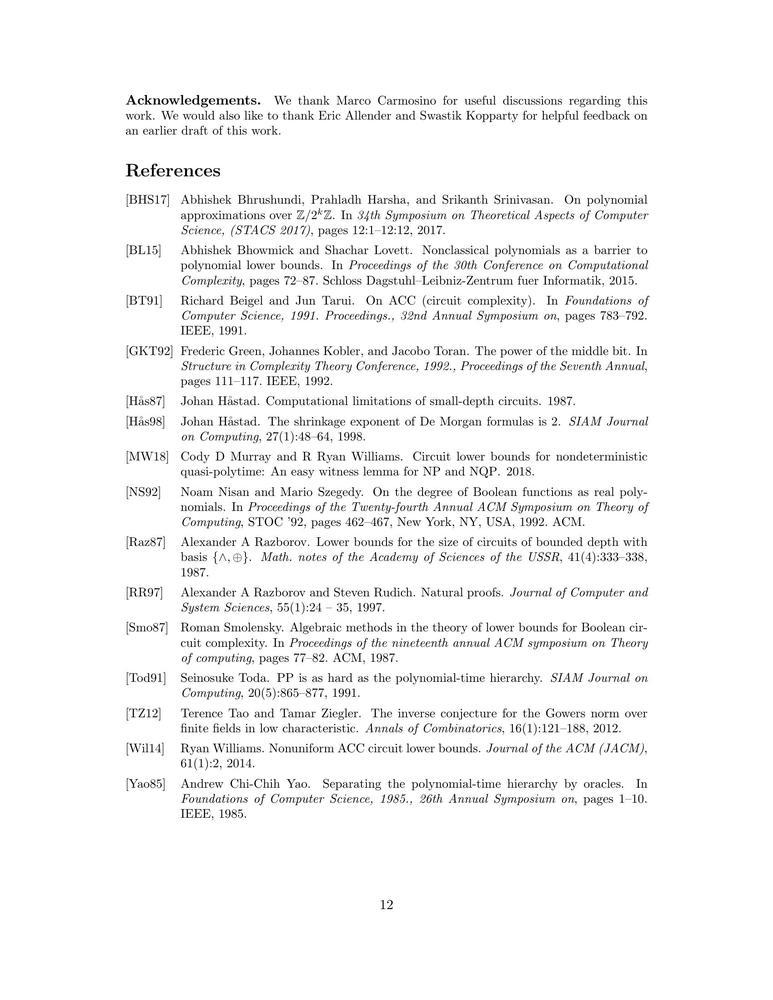 Acknowledgements. We thank Marco Carmosino for useful discussions regarding this
work. We would also like to thank Eric Allender and Swastik Kopparty for helpful feedback on
an earlier draft of this work.
References
[BHS17] Abhishek Bhrushundi, Prahladh Harsha, and Srikanth Srinivasan. On polynomial
approximations over ℤ/2ᵏℤ. In 34th Symposium on Theoretical Aspects of Computer
Science, (STACS 2017), pages 12:1–12:12, 2017.
[BL15] Abhishek Bhowmick and Shachar Lovett. Nonclassical polynomials as a barrier to
polynomial lower bounds. In Proceedings of the 30th Conference on Computational
Complexity, pages 72–87. Schloss Dagstuhl–Leibniz-Zentrum fuer Informatik, 2015.
[BT91] Richard Beigel and Jun Tarui. On ACC (circuit complexity). In Foundations of
Computer Science, 1991. Proceedings., 32nd Annual Symposium on, pages 783–792.
IEEE, 1991.
[GKT92] Frederic Green, Johannes Kobler, and Jacobo Toran. The power of the middle bit. In
Structure in Complexity Theory Conference, 1992., Proceedings of the Seventh Annual,
pages 111–117. IEEE, 1992.
[Hås87] Johan Håstad. Computational limitations of small-depth circuits. 1987.
[Hås98] Johan Håstad. The shrinkage exponent of De Morgan formulas is 2. SIAM Journal
on Computing, 27(1):48–64, 1998.
[MW18] Cody D Murray and R Ryan Williams. Circuit lower bounds for nondeterministic
quasi-polytime: An easy witness lemma for NP and NQP. 2018.
[NS92] Noam Nisan and Mario Szegedy. On the degree of Boolean functions as real poly-
nomials. In Proceedings of the Twenty-fourth Annual ACM Symposium on Theory of
Computing, STOC '92, pages 462–467, New York, NY, USA, 1992. ACM.
[Raz87] Alexander A Razborov. Lower bounds for the size of circuits of bounded depth with
basis {∧, ⊕}. Math. notes of the Academy of Sciences of the USSR, 41(4):333–338,
1987.
[RR97] Alexander A Razborov and Steven Rudich. Natural proofs. Journal of Computer and
System Sciences, 55(1):24 – 35, 1997.
[Smo87] Roman Smolensky. Algebraic methods in the theory of lower bounds for Boolean cir-
cuit complexity. In Proceedings of the nineteenth annual ACM symposium on Theory
of computing, pages 77–82. ACM, 1987.
[Tod91] Seinosuke Toda. PP is as hard as the polynomial-time hierarchy. SIAM Journal on
Computing, 20(5):865–877, 1991.
[TZ12] Terence Tao and Tamar Ziegler. The inverse conjecture for the Gowers norm over
finite fields in low characteristic. Annals of Combinatorics, 16(1):121–188, 2012.
[Wil14] Ryan Williams. Nonuniform ACC circuit lower bounds. Journal of the ACM (JACM),
61(1):2, 2014.
[Yao85] Andrew Chi-Chih Yao. Separating the polynomial-time hierarchy by oracles. In
Foundations of Computer Science, 1985., 26th Annual Symposium on, pages 1–10.
IEEE, 1985.
12